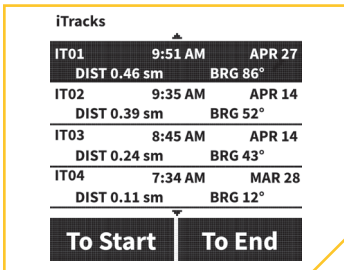 iTracks
IT01 9:51 AM APR 27
DIST 0.46 sm BRG 86°
IT02 9:35 AM APR 14
DIST 0.39 sm BRG 52°
IT03 8:45 AM APR 14
DIST 0.24 sm BRG 43°
IT04 7:34 AM MAR 28
DIST 0.11 sm BRG 12°
To Start To End